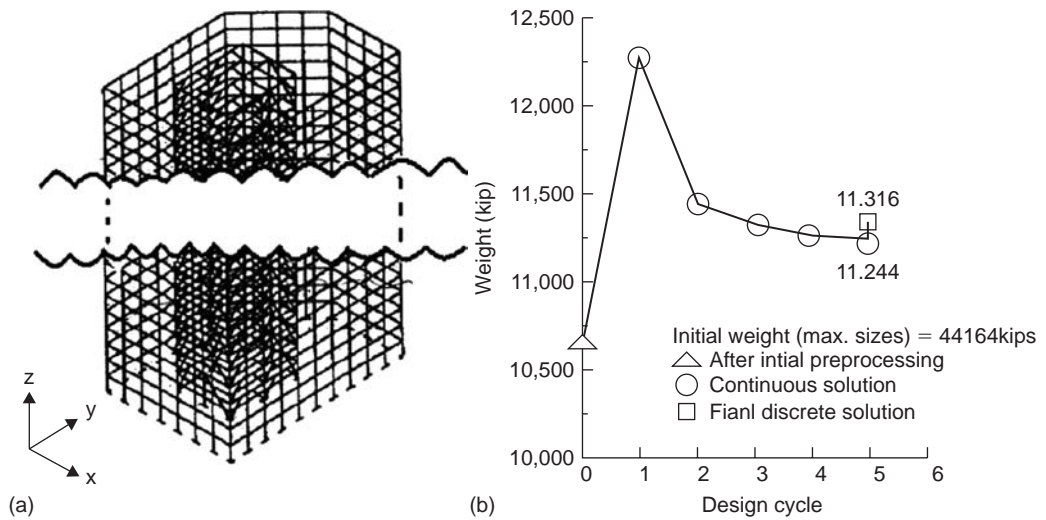 z
y
x
(a)
12,500
12,000
11,500
11,000
10,500
10,000
Weight (kip)
11.316
11.244
Initial weight (max. sizes) = 44164kips
After intial preprocessing
Continuous solution
Fianl discrete solution
0 1 2 3 4 5 6
Design cycle
(b)